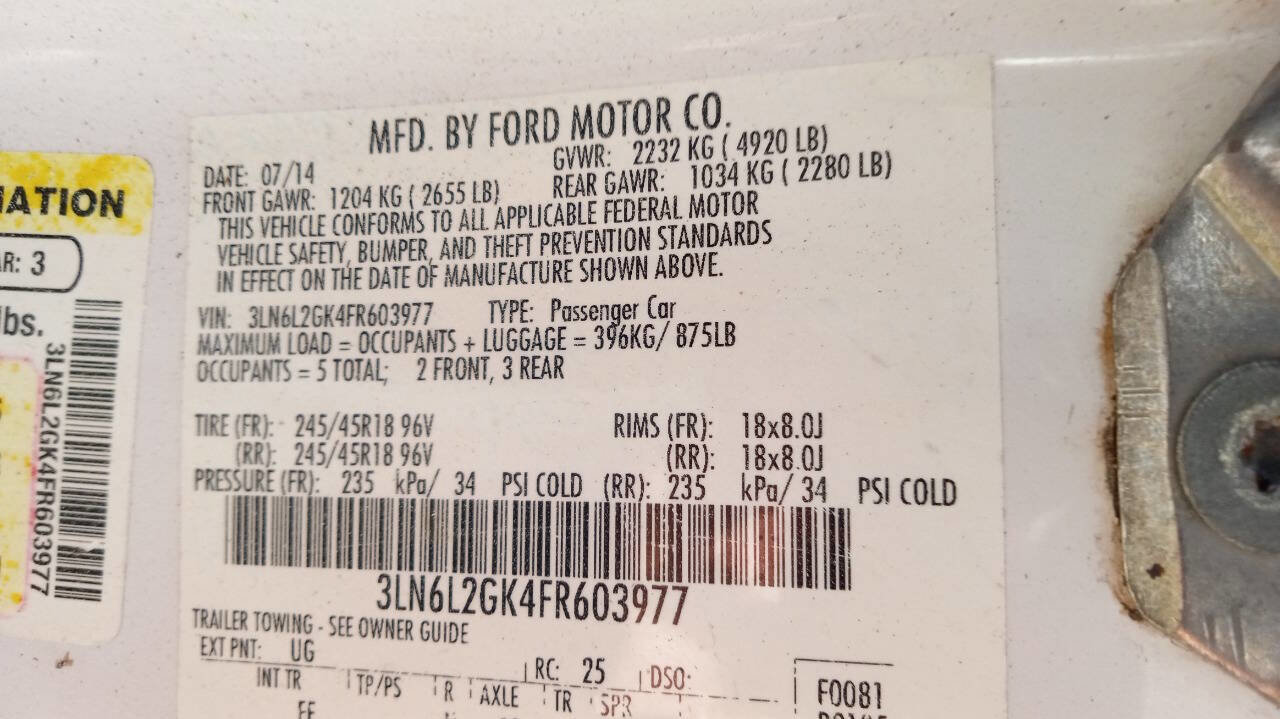 MATION
AR: 3
lbs.
3LN6L2GK4FR603977
MFD. BY FORD MOTOR CO.
DATE: 07/14 GVWR: 2232 KG ( 4920 LB)
FRONT GAWR: 1204 KG ( 2655 LB) REAR GAWR: 1034 KG ( 2280 LB)
THIS VEHICLE CONFORMS TO ALL APPLICABLE FEDERAL MOTOR
VEHICLE SAFETY, BUMPER, AND THEFT PREVENTION STANDARDS
IN EFFECT ON THE DATE OF MANUFACTURE SHOWN ABOVE.
VIN: 3LN6L2GK4FR603977 TYPE: Passenger Car
MAXIMUM LOAD = OCCUPANTS + LUGGAGE = 396KG/ 875LB
OCCUPANTS = 5 TOTAL; 2 FRONT, 3 REAR
TIRE (FR): 245/45R18 96V RIMS (FR): 18x8.0J
(RR): 245/45R18 96V (RR): 18x8.0J
PRESSURE (FR): 235 kPa/ 34 PSI COLD (RR): 235 kPa/ 34 PSI COLD
3LN6L2GK4FR603977
TRAILER TOWING - SEE OWNER GUIDE
EXT PNT: UG
RC: 25 DSO:
INT TR TP/PS R AXLE TR SPR F0081